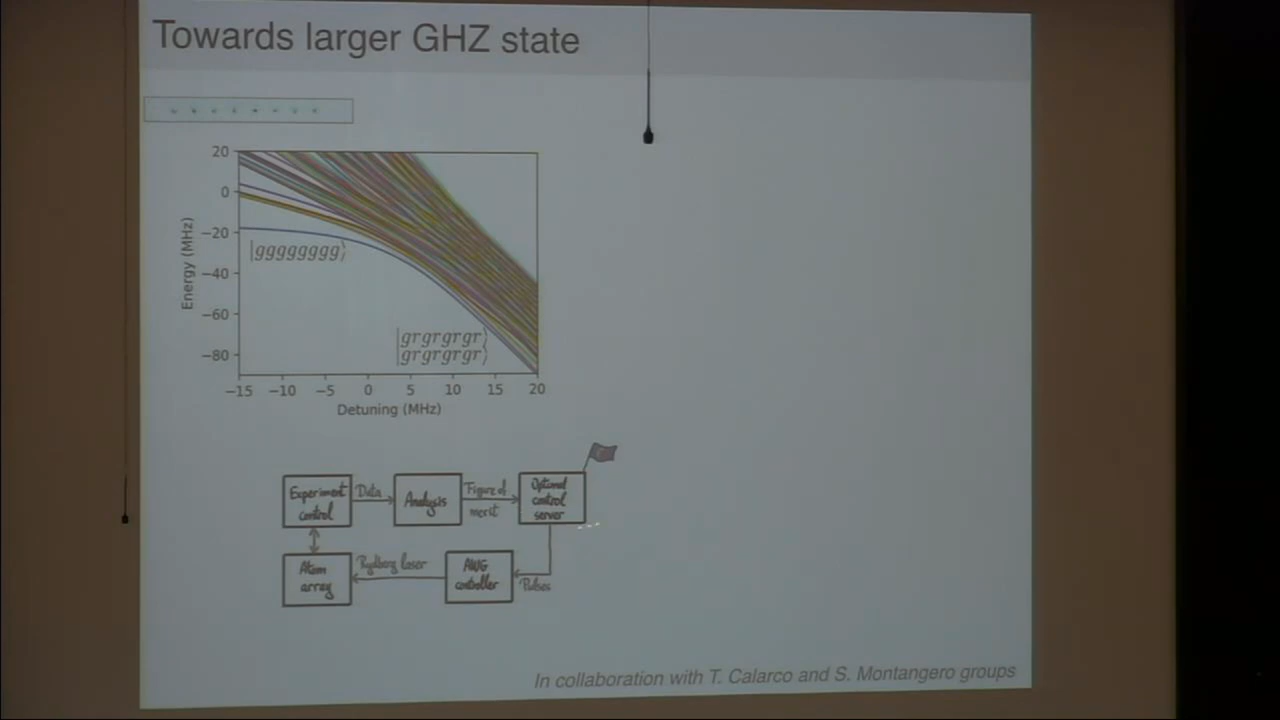 Towards larger GHZ state
20
0
−20
−40
−60
−80
Energy (MHz)
|gggggggg⟩
|grgrgrgr⟩
|grgrgrgr⟩
−15 −10 −5 0 5 10 15 20
Detuning (MHz)
Experiment control
Data
Analysis
Figure of merit
Optimal control server
Atom array
Rydberg laser
AWG controller
Pulses
In collaboration with T. Calarco and S. Montangero groups